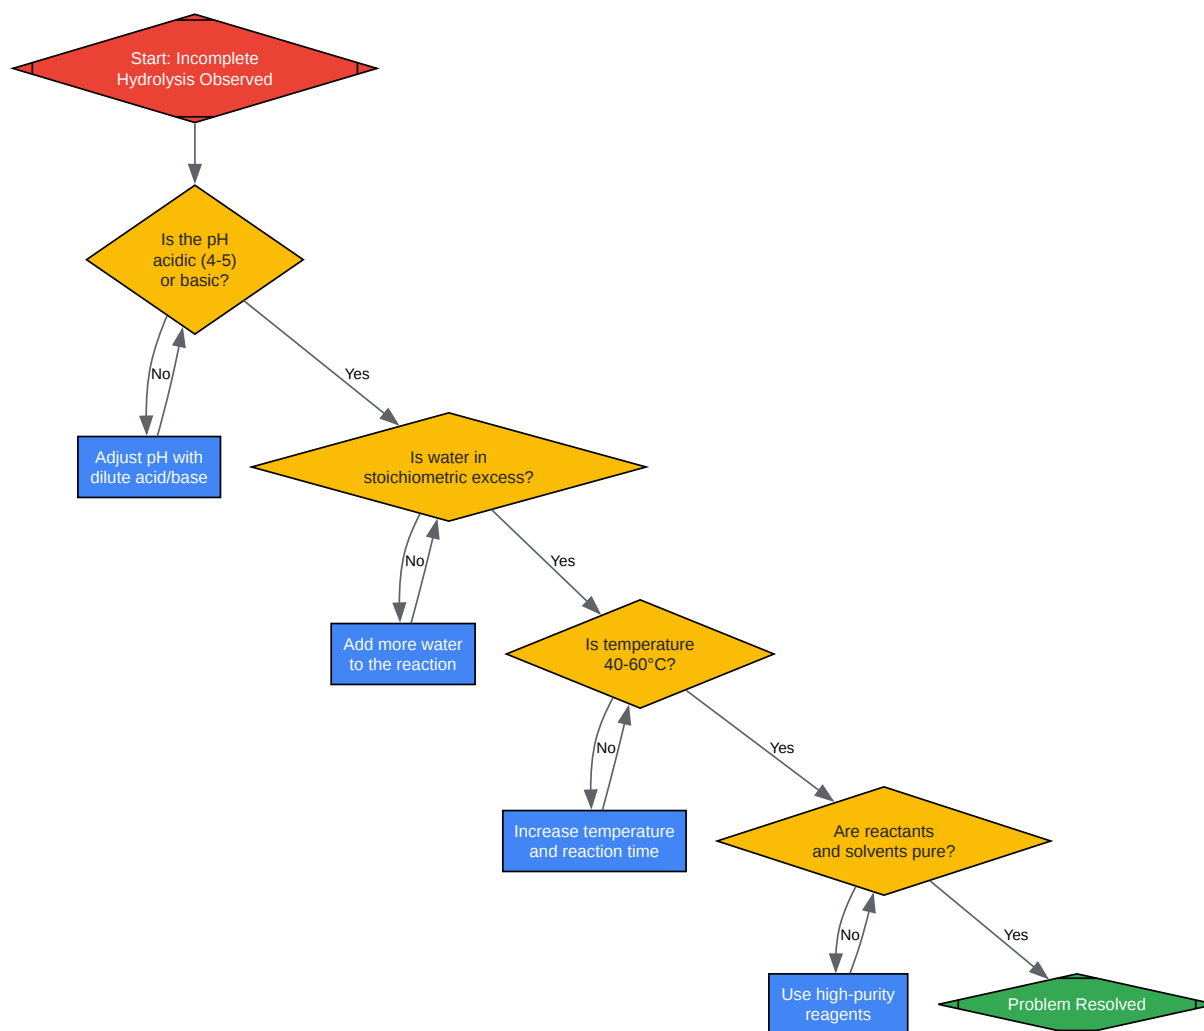 Start: Incomplete
Hydrolysis Observed
Is the pH
acidic (4-5)
or basic?
No
Yes
Adjust pH with
dilute acid/base
Is water in
stoichiometric excess?
No
Yes
Add more water
to the reaction
Is temperature
40-60°C?
No
Yes
Increase temperature
and reaction time
Are reactants
and solvents pure?
No
Yes
Use high-purity
reagents
Problem Resolved